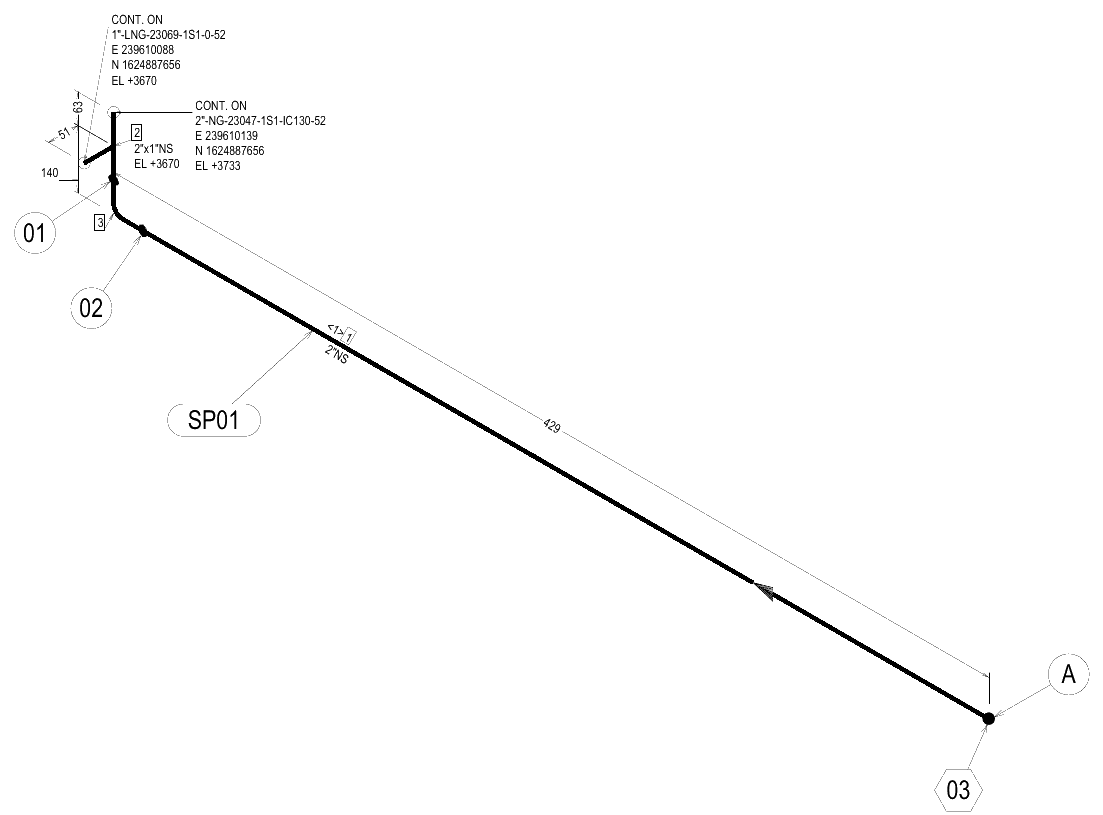 CONT. ON
1"-LNG-23069-1S1-0-52
E 239610088
N 1624887656
EL +3670
CONT. ON
2"-NG-23047-1S1-IC130-52
E 239610139
N 1624887656
EL +3733
63
51
2
2"x1"NS
EL +3670
140
3
01
02
<1>
1
2"NS
SP01
429
A
03